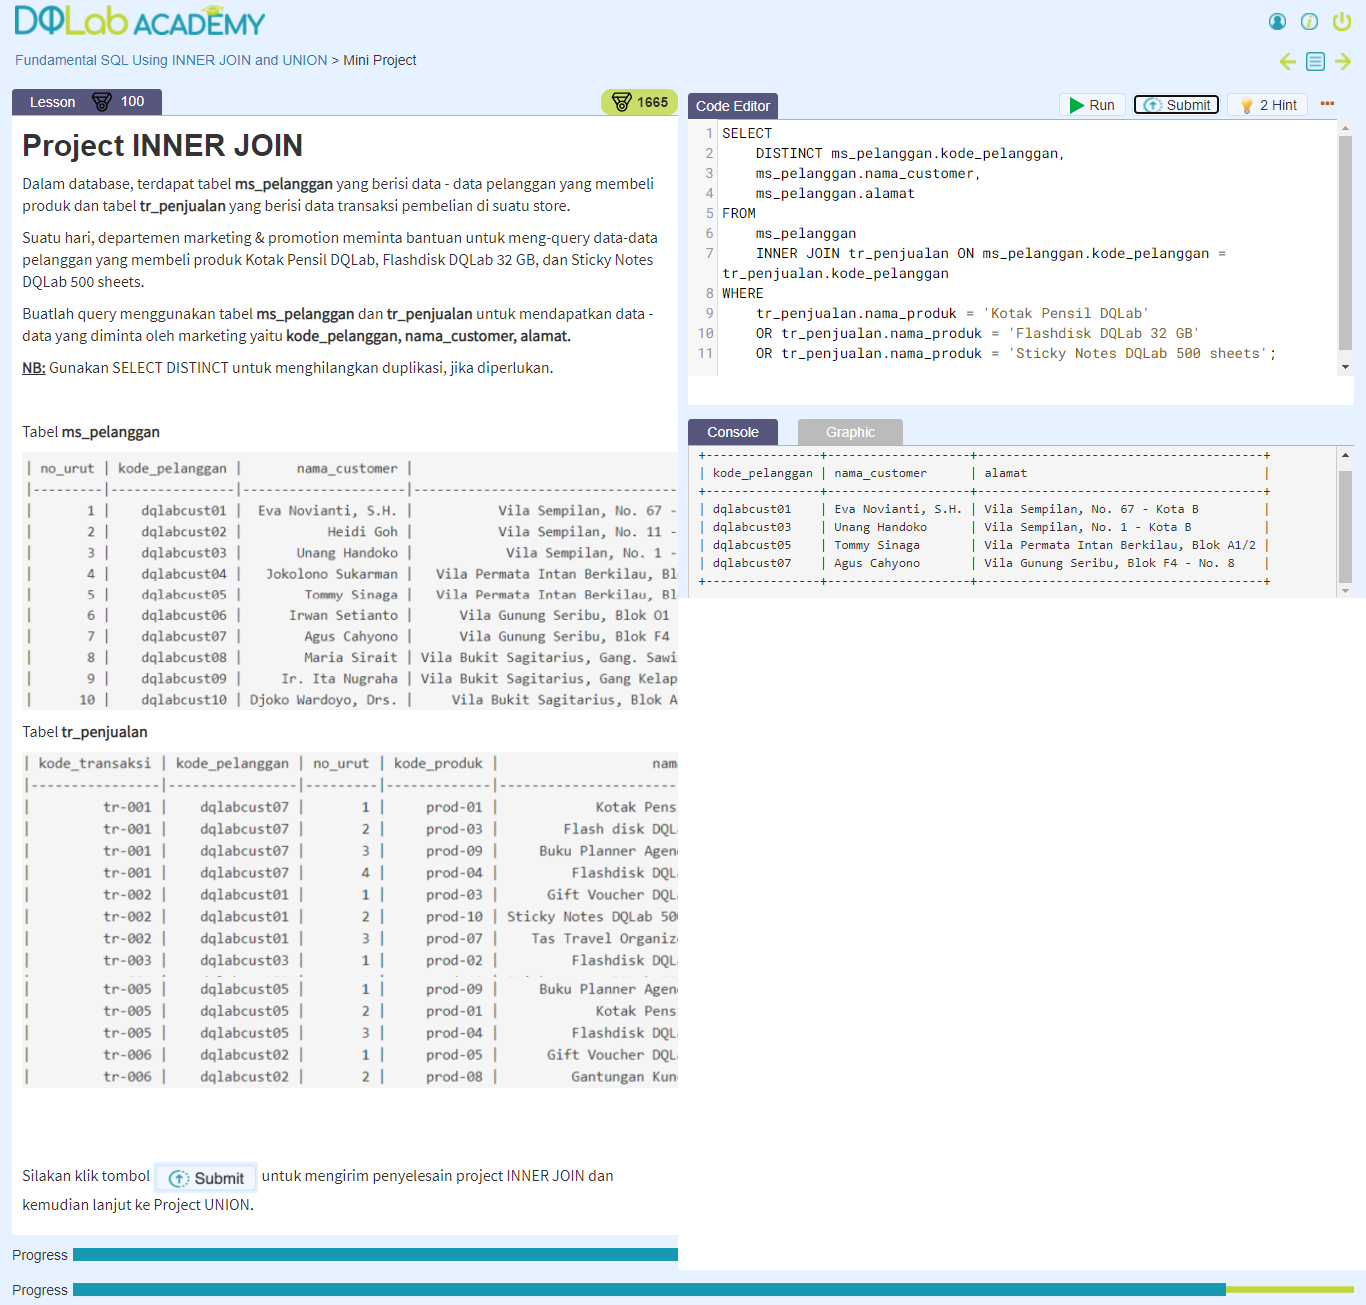 DQLab ACADEMY
Fundamental SQL Using INNER JOIN and UNION > Mini Project
Lesson 100
1665
Project INNER JOIN
Dalam database, terdapat tabel ms_pelanggan yang berisi data - data pelanggan yang membeli
produk dan tabel tr_penjualan yang berisi data transaksi pembelian di suatu store.
Suatu hari, departemen marketing & promotion meminta bantuan untuk meng-query data-data
pelanggan yang membeli produk Kotak Pensil DQLab, Flashdisk DQLab 32 GB, dan Sticky Notes
DQLab 500 sheets.
Buatlah query menggunakan tabel ms_pelanggan dan tr_penjualan untuk mendapatkan data -
data yang diminta oleh marketing yaitu kode_pelanggan, nama_customer, alamat.
NB: Gunakan SELECT DISTINCT untuk menghilangkan duplikasi, jika diperlukan.
Tabel ms_pelanggan
| no_urut | kode_pelanggan | nama_customer |
|---------|----------------|---------------------|--------------------------------
| 1 | dqlabcust01 | Eva Novianti, S.H. | Vila Sempilan, No. 67 -
| 2 | dqlabcust02 | Heidi Goh | Vila Sempilan, No. 11 -
| 3 | dqlabcust03 | Unang Handoko | Vila Sempilan, No. 1 -
| 4 | dqlabcust04 | Jokolono Sukarman | Vila Permata Intan Berkilau, Bl
| 5 | dqlabcust05 | Tommy Sinaga | Vila Permata Intan Berkilau, Bl
| 6 | dqlabcust06 | Irwan Setianto | Vila Gunung Seribu, Blok O1
| 7 | dqlabcust07 | Agus Cahyono | Vila Gunung Seribu, Blok F4
| 8 | dqlabcust08 | Maria Sirait | Vila Bukit Sagitarius, Gang. Sawi
| 9 | dqlabcust09 | Ir. Ita Nugraha | Vila Bukit Sagitarius, Gang Kelap
| 10 | dqlabcust10 | Djoko Wardoyo, Drs. | Vila Bukit Sagitarius, Blok A
Tabel tr_penjualan
| kode_transaksi | kode_pelanggan | no_urut | kode_produk | nam
|----------------|----------------|---------|-------------|----------------------
| tr-001 | dqlabcust07 | 1 | prod-01 | Kotak Pens
| tr-001 | dqlabcust07 | 2 | prod-03 | Flash disk DQL
| tr-001 | dqlabcust07 | 3 | prod-09 | Buku Planner Agen
| tr-001 | dqlabcust07 | 4 | prod-04 | Flashdisk DQL
| tr-002 | dqlabcust01 | 1 | prod-03 | Gift Voucher DQL
| tr-002 | dqlabcust01 | 2 | prod-10 | Sticky Notes DQLab 50
| tr-002 | dqlabcust01 | 3 | prod-07 | Tas Travel Organiz
| tr-003 | dqlabcust03 | 1 | prod-02 | Flashdisk DQL
| tr-005 | dqlabcust05 | 1 | prod-09 | Buku Planner Agen
| tr-005 | dqlabcust05 | 2 | prod-01 | Kotak Pens
| tr-005 | dqlabcust05 | 3 | prod-04 | Flashdisk DQL
| tr-006 | dqlabcust02 | 1 | prod-05 | Gift Voucher DQL
| tr-006 | dqlabcust02 | 2 | prod-08 | Gantungan Kun
Silakan klik tombol Submit untuk mengirim penyelesain project INNER JOIN dan
kemudian lanjut ke Project UNION.
Progress
Progress
Code Editor Run Submit 2 Hint
1 SELECT
2 DISTINCT ms_pelanggan.kode_pelanggan,
3 ms_pelanggan.nama_customer,
4 ms_pelanggan.alamat
5 FROM
6 ms_pelanggan
7 INNER JOIN tr_penjualan ON ms_pelanggan.kode_pelanggan =
tr_penjualan.kode_pelanggan
8 WHERE
9 tr_penjualan.nama_produk = 'Kotak Pensil DQLab'
10 OR tr_penjualan.nama_produk = 'Flashdisk DQLab 32 GB'
11 OR tr_penjualan.nama_produk = 'Sticky Notes DQLab 500 sheets';
Console Graphic
+---------------+-------------------+--------------------------------------+
| kode_pelanggan | nama_customer | alamat |
+---------------+-------------------+--------------------------------------+
| dqlabcust01 | Eva Novianti, S.H. | Vila Sempilan, No. 67 - Kota B |
| dqlabcust03 | Unang Handoko | Vila Sempilan, No. 1 - Kota B |
| dqlabcust05 | Tommy Sinaga | Vila Permata Intan Berkilau, Blok A1/2 |
| dqlabcust07 | Agus Cahyono | Vila Gunung Seribu, Blok F4 - No. 8 |
+---------------+-------------------+--------------------------------------+